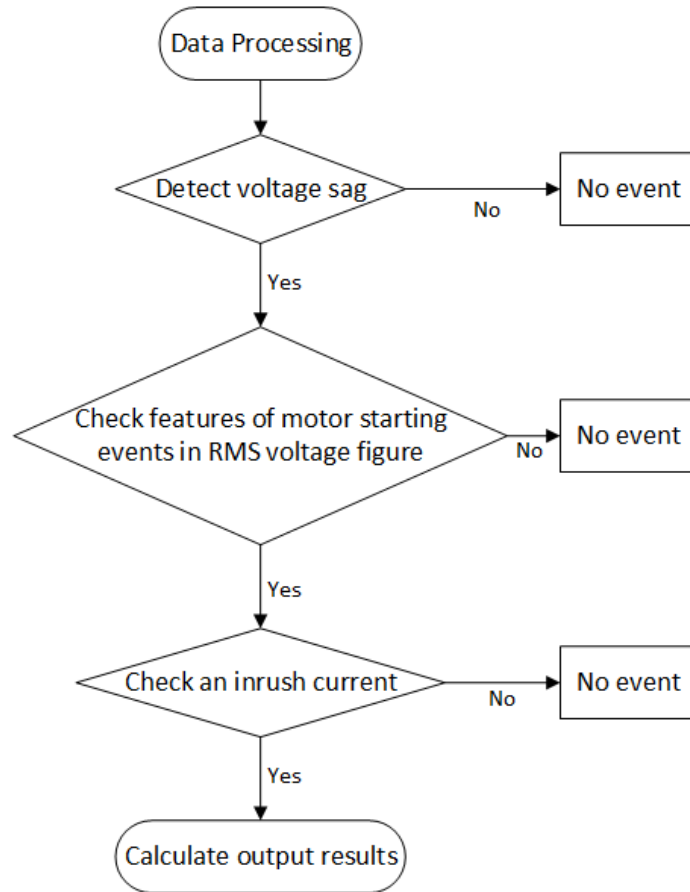 Data Processing
Detect voltage sag
No
No event
Yes
Check features of motor starting
events in RMS voltage figure
No
No event
Yes
Check an inrush current
No
No event
Yes
Calculate output results